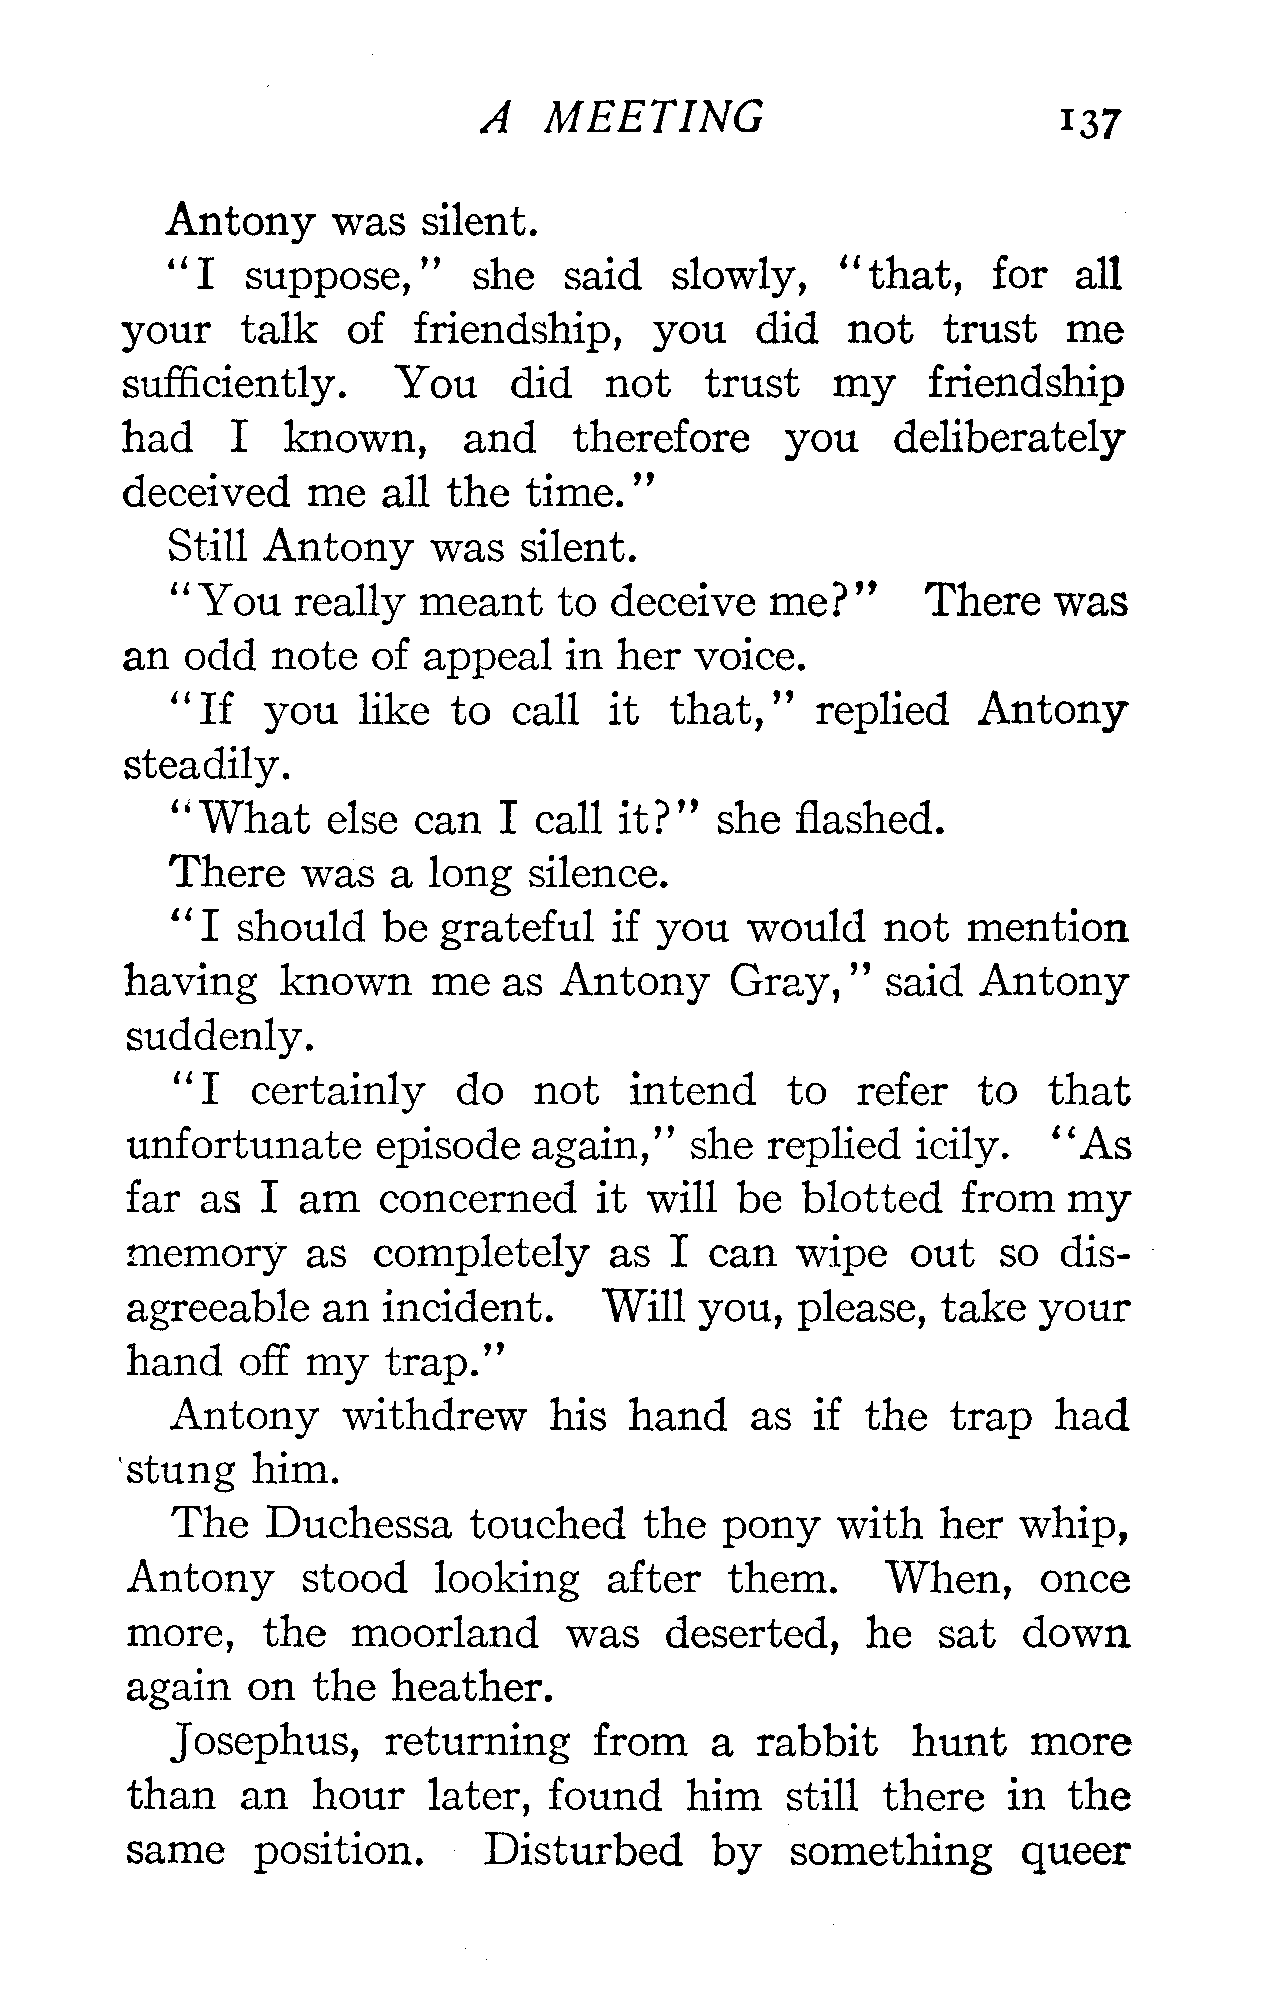 A MEETING 137
Antony was silent.
"I suppose," she said slowly, "that, for all
your talk of friendship, you did not trust me
sufficiently. You did not trust my friendship
had I known, and therefore you deliberately
deceived me all the time."
Still Antony was silent.
"You really meant to deceive me?" There was
an odd note of appeal in her voice.
"If you like to call it that," replied Antony
steadily.
"What else can I call it?" she flashed.
There was a long silence.
"I should be grateful if you would not mention
having known me as Antony Gray," said Antony
suddenly.
"I certainly do not intend to refer to that
unfortunate episode again," she replied icily. "As
far as I am concerned it will be blotted from my
memory as completely as I can wipe out so dis-
agreeable an incident. Will you, please, take your
hand off my trap."
Antony withdrew his hand as if the trap had
stung him.
The Duchessa touched the pony with her whip,
Antony stood looking after them. When, once
more, the moorland was deserted, he sat down
again on the heather.
Josephus, returning from a rabbit hunt more
than an hour later, found him still there in the
same position. Disturbed by something queer